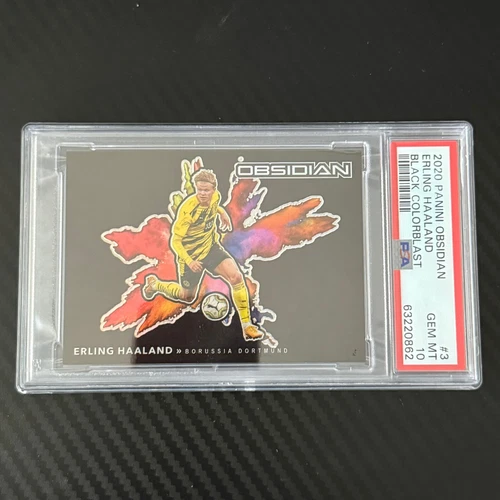 OBSIDIAN
ERLING HAALAND » BORUSSIA DORTMUND
2020 PANINI OBSIDIAN #3
ERLING HAALAND GEM MT
BLACK COLORBLAST 10
PSA 63220862